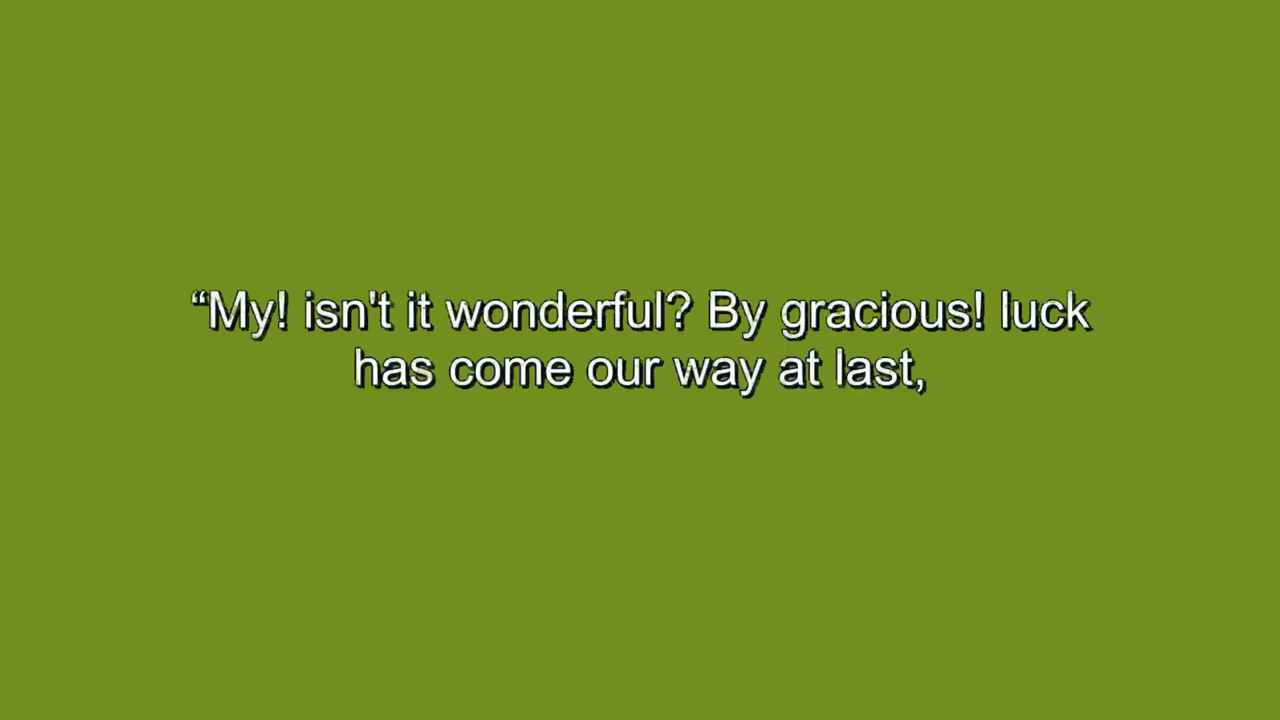 “My! isn't it wonderful? By gracious! luck
has come our way at last,